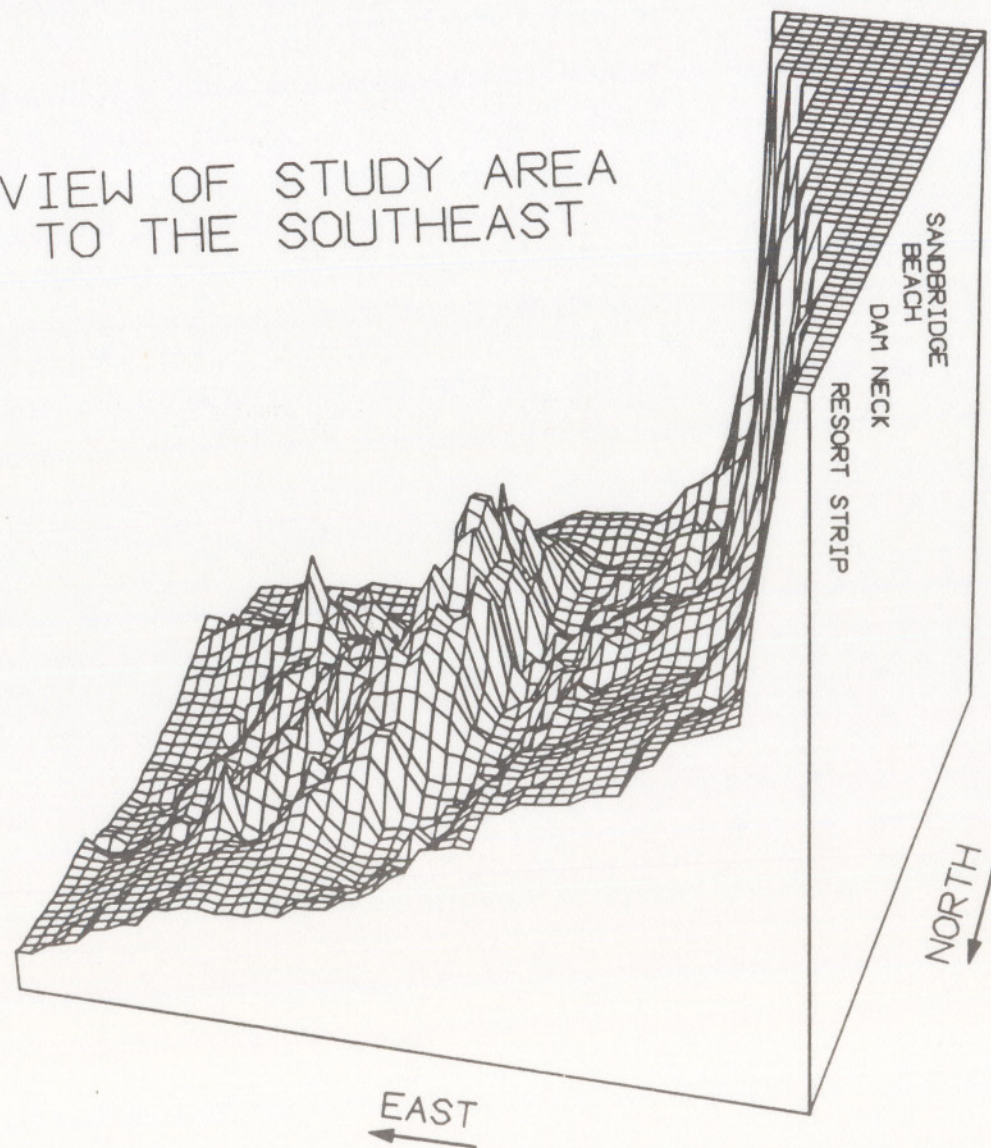 VIEW OF STUDY AREA
TO THE SOUTHEAST
SANDBRIDGE
BEACH
DAM NECK
RESORT STRIP
NORTH
EAST